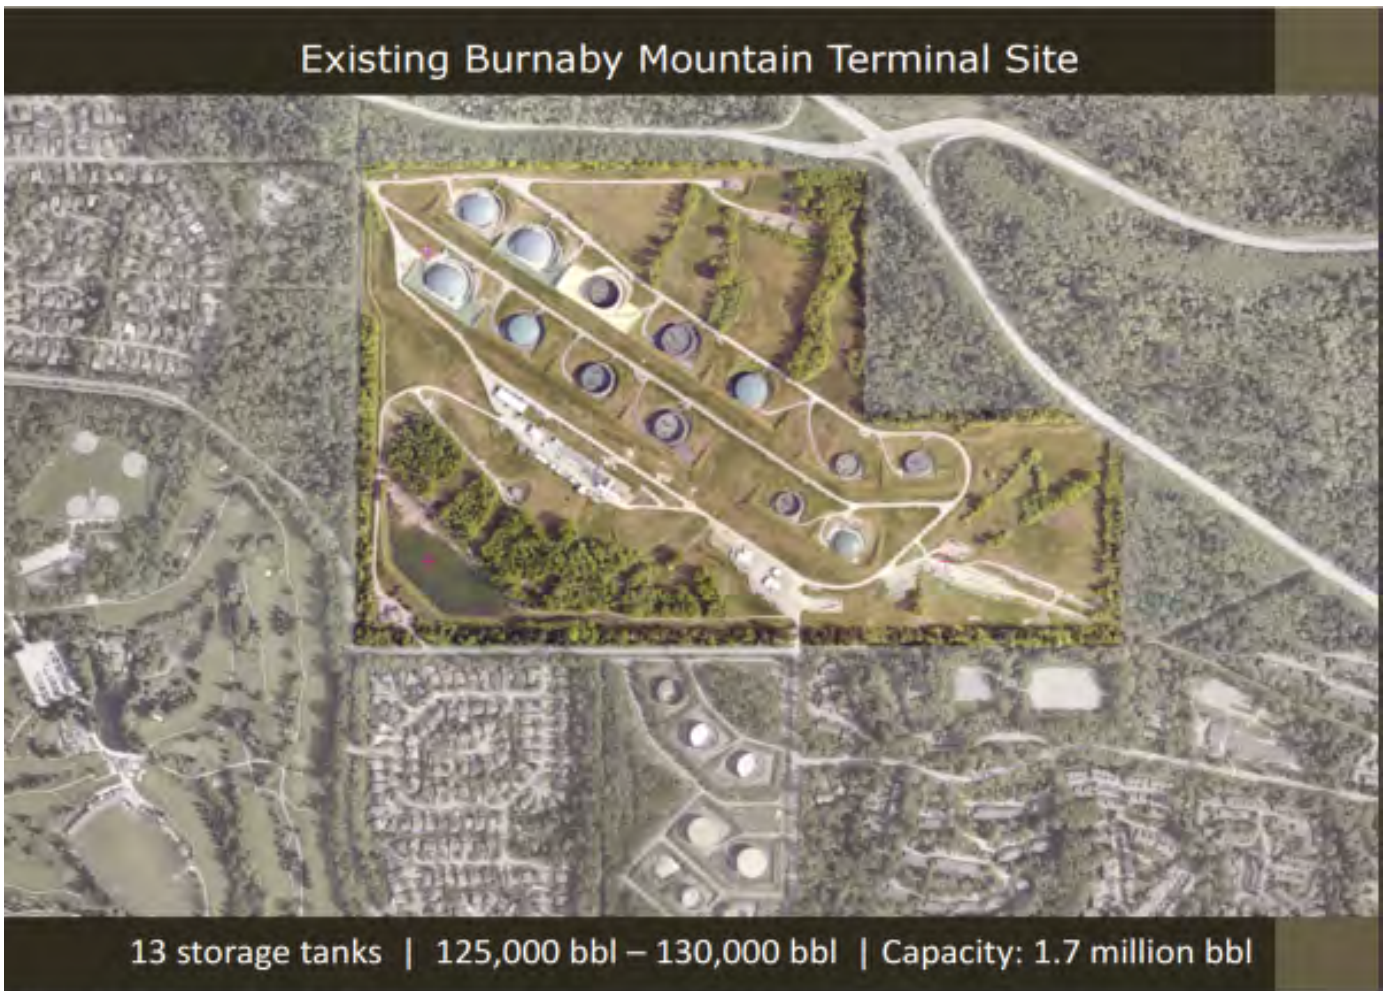 Existing Burnaby Mountain Terminal Site
13 storage tanks | 125,000 bbl – 130,000 bbl | Capacity: 1.7 million bbl